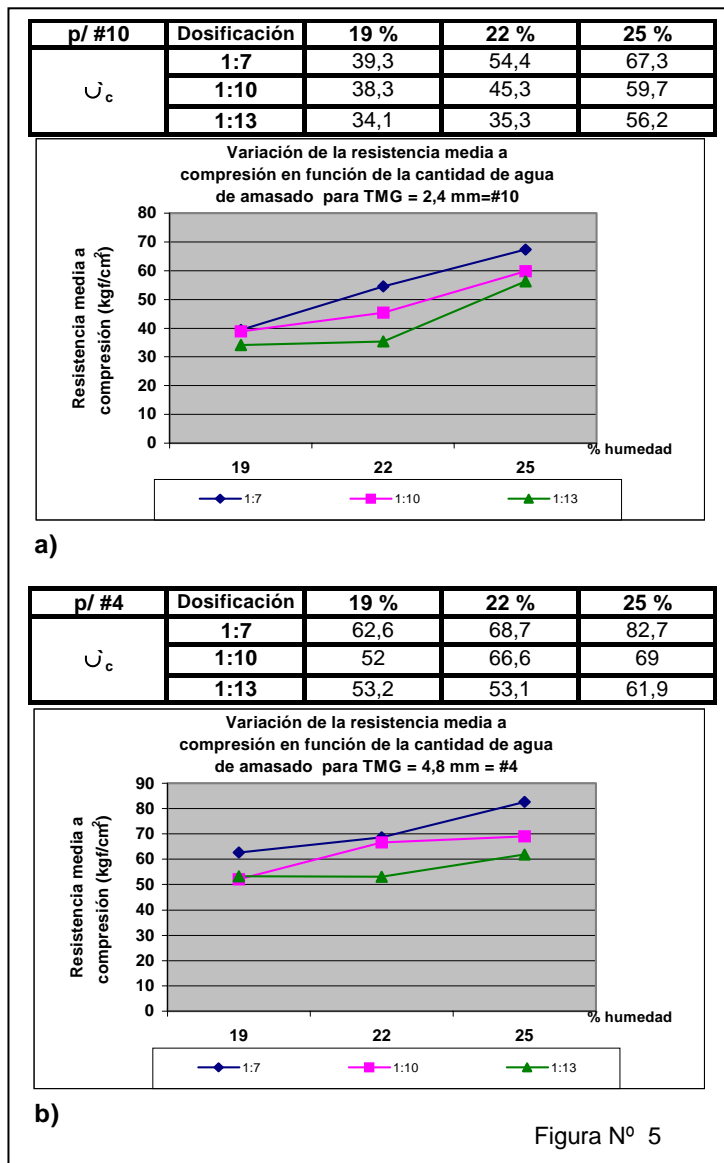 p/ #10 Dosificación 19 % 22 % 25 %
1:7 39,3 54,4 67,3
c 1:10 38,3 45,3 59,7
1:13 34,1 35,3 56,2
Variación de la resistencia media a
compresión en función de la cantidad de agua
de amasado para TMG = 2,4 mm=#10
Resistencia media a
compresión (kgf/cm²)
80
70
60
50
40
30
20
10
0
% humedad
19 22 25
1:7 1:10 1:13
a)
p/ #4 Dosificación 19 % 22 % 25 %
1:7 62,6 68,7 82,7
c 1:10 52 66,6 69
1:13 53,2 53,1 61,9
Variación de la resistencia media a
compresión en función de la cantidad de agua
de amasado para TMG = 4,8 mm = #4
Resistencia media a
compresión (kgf/cm²)
90
80
70
60
50
40
30
20
10
0
% humedad
19 22 25
1:7 1:10 1:13
b)
Figura Nº 5